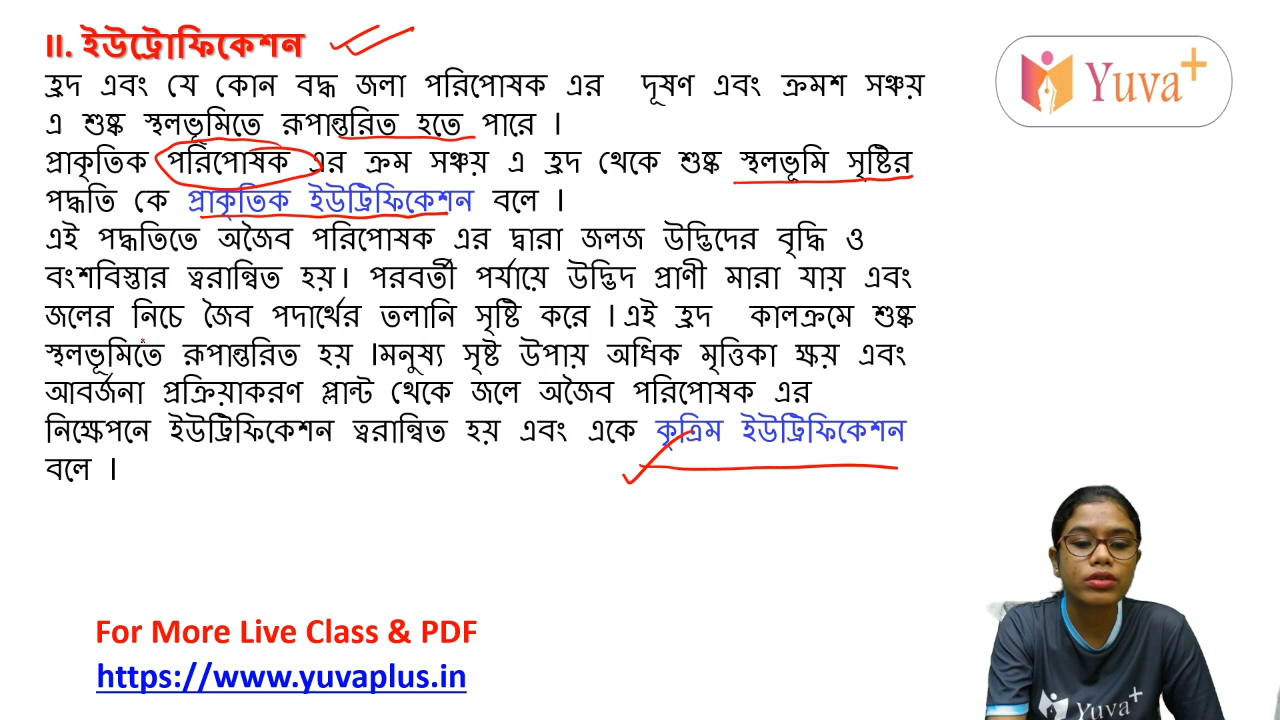 II. ইউট্রোফিকেশন
হ্রদ এবং যে কোন বদ্ধ জলা পরিপোষক এর দূষণ এবং ক্রমশ সঞ্চয়
এ শুষ্ক স্থলভূমিতে রূপান্তরিত হতে পারে ।
প্রাকৃতিক পরিপোষক এর ক্রম সঞ্চয় এ হ্রদ থেকে শুষ্ক স্থলভূমি সৃষ্টির
পদ্ধতি কে প্রাকৃতিক ইউট্রিফিকেশন বলে ।
এই পদ্ধতিতে অজৈব পরিপোষক এর দ্বারা জলজ উদ্ভিদের বৃদ্ধি ও
বংশবিস্তার ত্বরান্বিত হয়। পরবর্তী পর্যায়ে উদ্ভিদ প্রাণী মারা যায় এবং
জলের নিচে জৈব পদার্থের তলানি সৃষ্টি করে ।এই হ্রদ কালক্রমে শুষ্ক
স্থলভূমিতে রূপান্তরিত হয় ।মনুষ্য সৃষ্ট উপায় অধিক মৃত্তিকা ক্ষয় এবং
আবর্জনা প্রক্রিয়াকরণ প্লান্ট থেকে জলে অজৈব পরিপোষক এর
নিক্ষেপনে ইউট্রিফিকেশন ত্বরান্বিত হয় এবং একে কৃত্রিম ইউট্রিফিকেশন
বলে ।
Yuva+
For More Live Class & PDF
https://www.yuvaplus.in
Yuva+